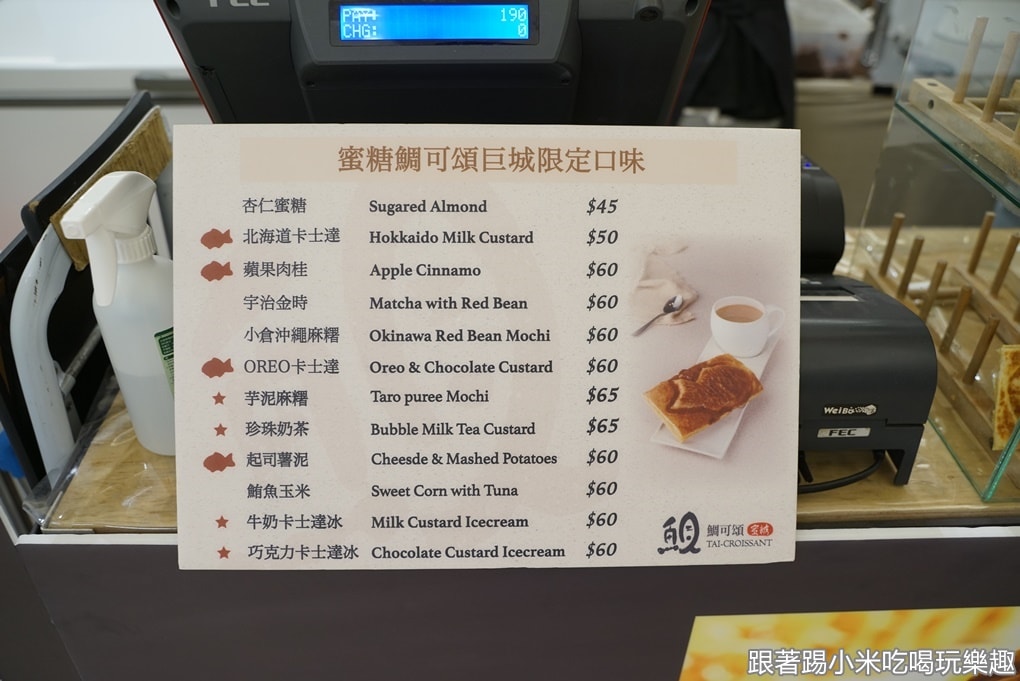 FEC
PAY: 190
CHG: 0
蜜糖鯛可頌巨城限定口味
杏仁蜜糖 Sugared Almond $45
北海道卡士達 Hokkaido Milk Custard $50
蘋果肉桂 Apple Cinnamo $60
宇治金時 Matcha with Red Bean $60
小倉沖繩麻糬 Okinawa Red Bean Mochi $60
OREO卡士達 Oreo & Chocolate Custard $60
芋泥麻糬 Taro puree Mochi $65
珍珠奶茶 Bubble Milk Tea Custard $65
起司薯泥 Cheesde & Mashed Potatoes $60
鮪魚玉米 Sweet Corn with Tuna $60
牛奶卡士達冰 Milk Custard Icecream $60
巧克力卡士達冰 Chocolate Custard Icecream $60
鯛可頌 蜜城
TAI-CROISSANT
WeiBo
FEC
跟著踢小米吃喝玩樂趣